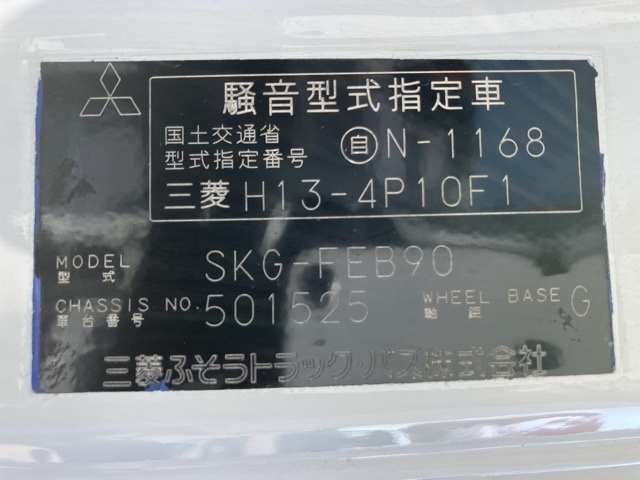 騒音型式指定車
国土交通省
型式指定番号
自N-1168
三菱 H13-4P10F1
MODEL SKG-FEB90
型式
CHASSIS NO. 501525 WHEEL BASE G
車台番号 軸距
三菱ふそうトラック・バス株式会社